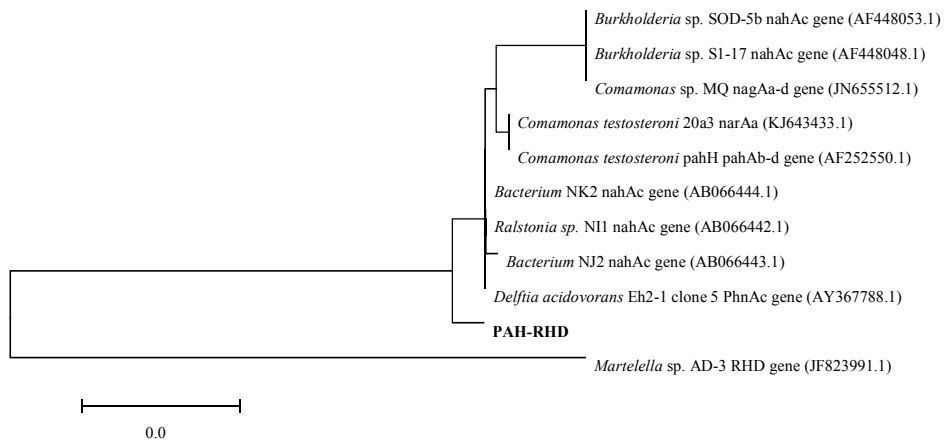 Burkholderia sp. SOD-5b nahAc gene (AF448053.1)
Burkholderia sp. S1-17 nahAc gene (AF448048.1)
Comamonas sp. MQ nagAa-d gene (JN655512.1)
Comamonas testosteroni 20a3 narAa (KJ643433.1)
Comamonas testosteroni pahH pahAb-d gene (AF252550.1)
Bacterium NK2 nahAc gene (AB066444.1)
Ralstonia sp. NI1 nahAc gene (AB066442.1)
Bacterium NJ2 nahAc gene (AB066443.1)
Delftia acidovorans Eh2-1 clone 5 PhnAc gene (AY367788.1)
PAH-RHD
Martelella sp. AD-3 RHD gene (JF823991.1)
0.0